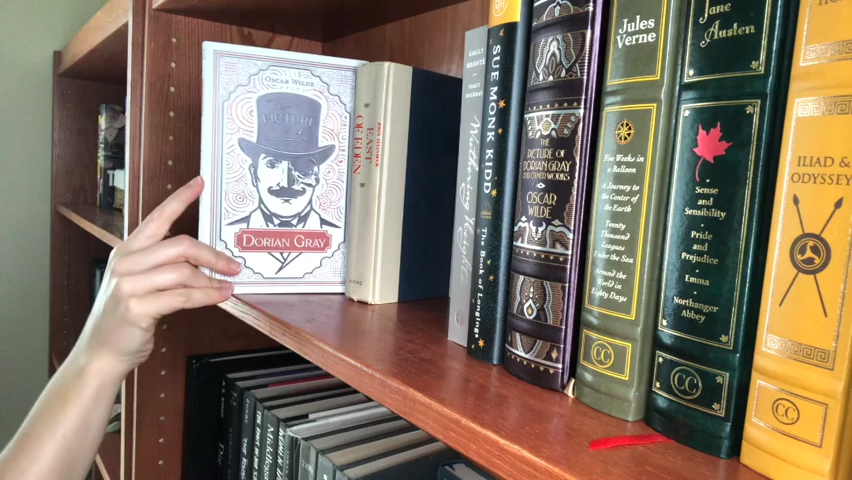 OSCAR WILDE
THE
PICTURE
OF
DORIAN GRAY
EAST
OF EDEN
JOHN STEINBECK
EMILY BRONTË
Wuthering Heights
SUE MONK KIDD
The Book of Longings
THE
PICTURE OF
DORIAN GRAY
AND OTHER WORKS
OSCAR
WILDE
Jules
Verne
Five Weeks in
a Balloon
A Journey to
the Center of
the Earth
Twenty
Thousand
Leagues
Under the Sea
Around the
World in
Eighty Days
CC
Jane
Austen
Sense
and
Sensibility
Pride
and
Prejudice
Emma
Northanger
Abbey
CC
ILIAD &
ODYSSEY
CC